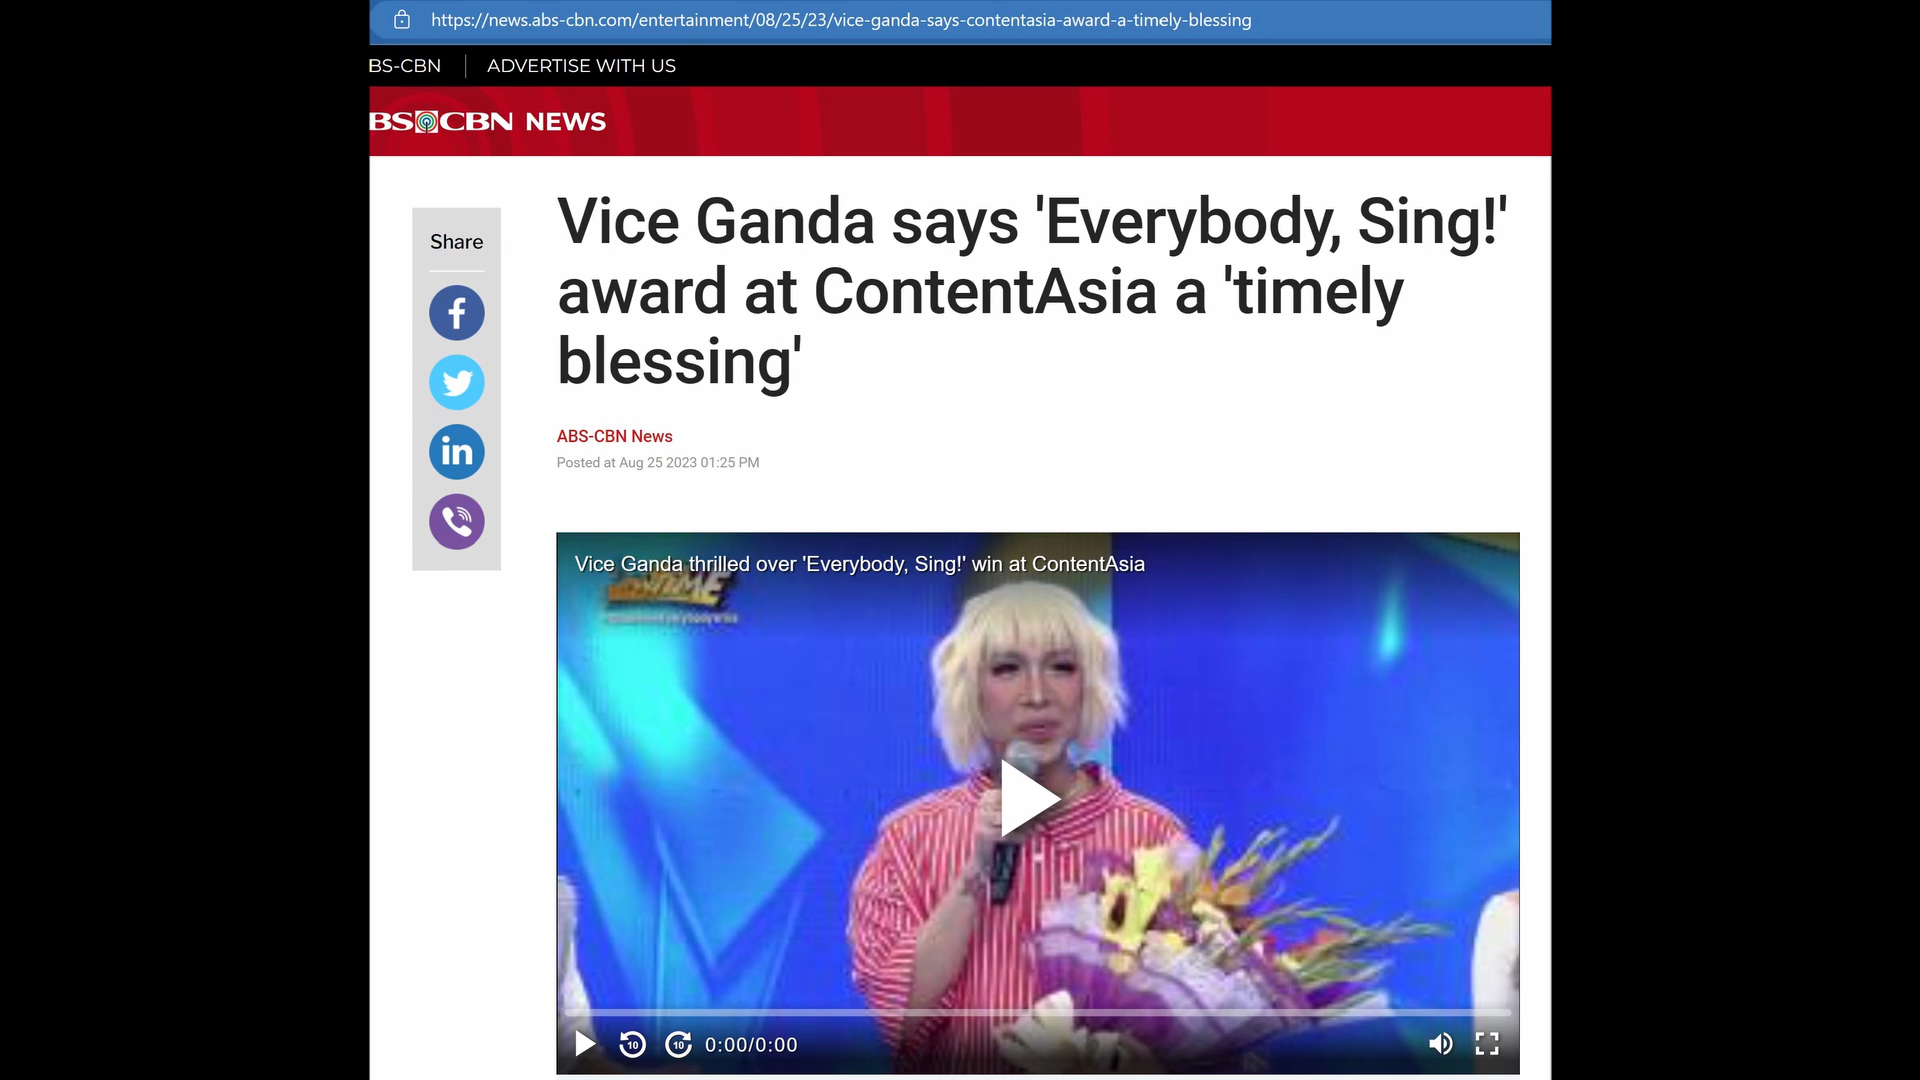 https://news.abs-cbn.com/entertainment/08/25/23/vice-ganda-says-contentasia-award-a-timely-blessing
BS-CBN
ADVERTISE WITH US
BS CBN NEWS
Share
Vice Ganda says 'Everybody, Sing!'
award at ContentAsia a 'timely
blessing'
ABS-CBN News
Posted at Aug 25 2023 01:25 PM
Vice Ganda thrilled over 'Everybody, Sing!' win at ContentAsia
10
10
0:00/0:00